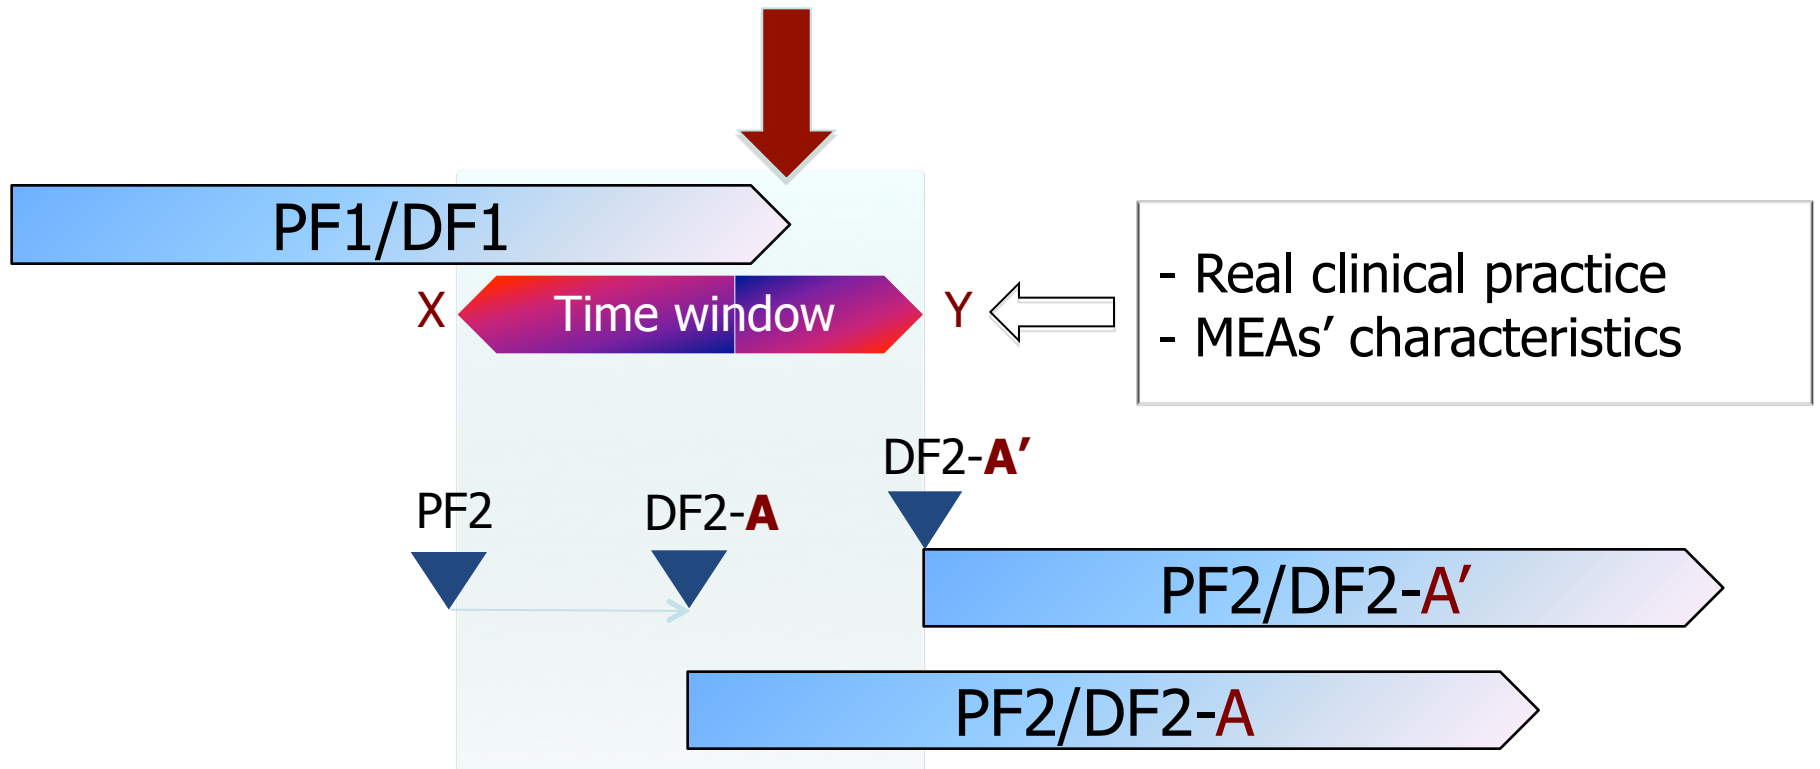 PF1/DF1
X
Time window
Y
- Real clinical practice
- MEAs’ characteristics
DF2-A’
PF2
DF2-A
PF2/DF2-A’
PF2/DF2-A